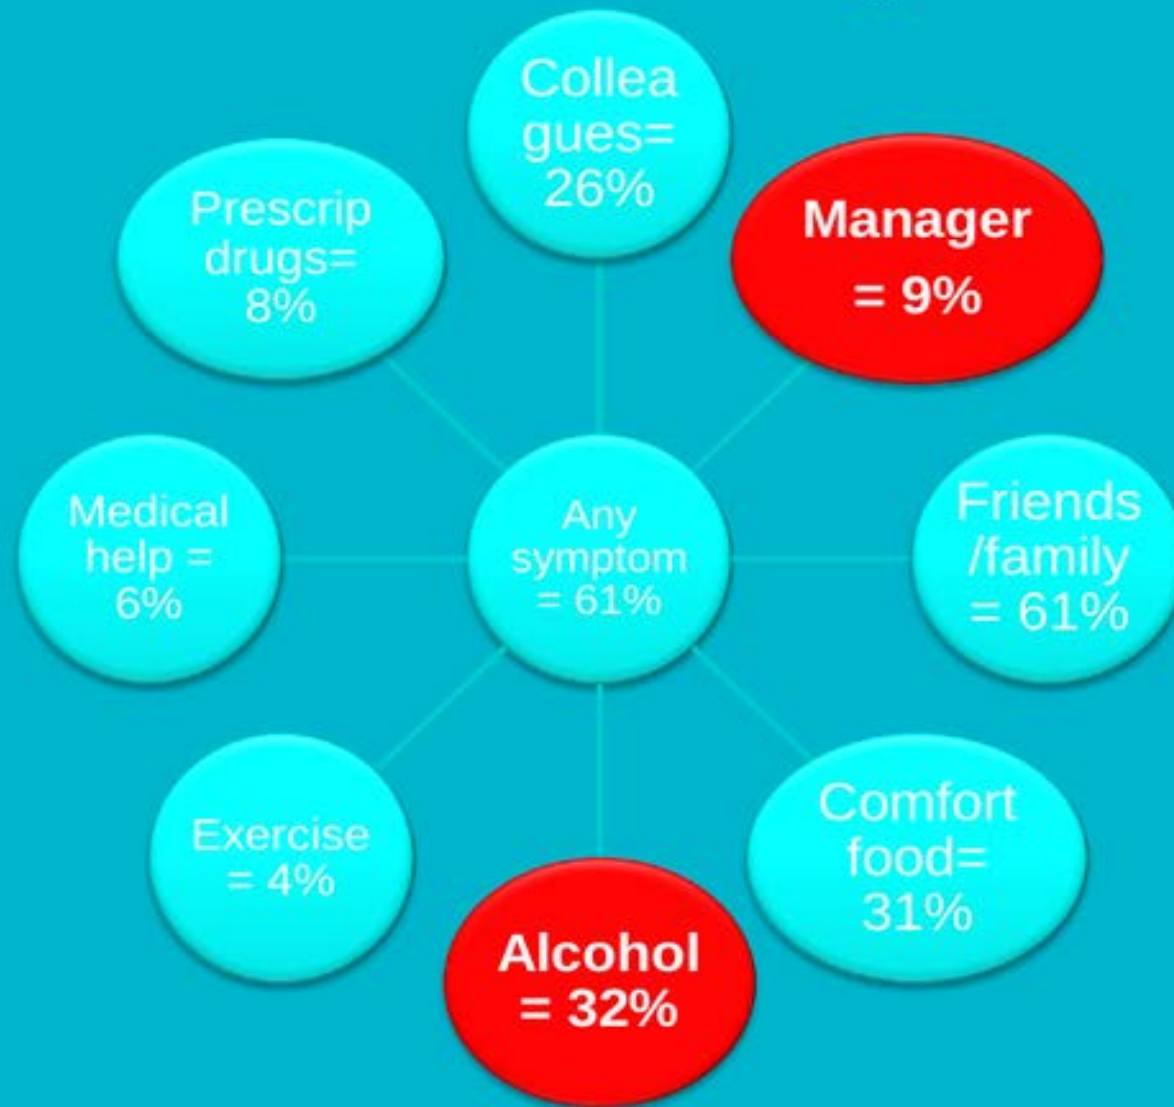 Collea
gues=
26%
Prescrip
drugs=
8%
Manager
= 9%
Medical
help =
6%
Any
symptom
= 61%
Friends
/family
= 61%
Exercise
= 4%
Comfort
food=
31%
Alcohol
= 32%